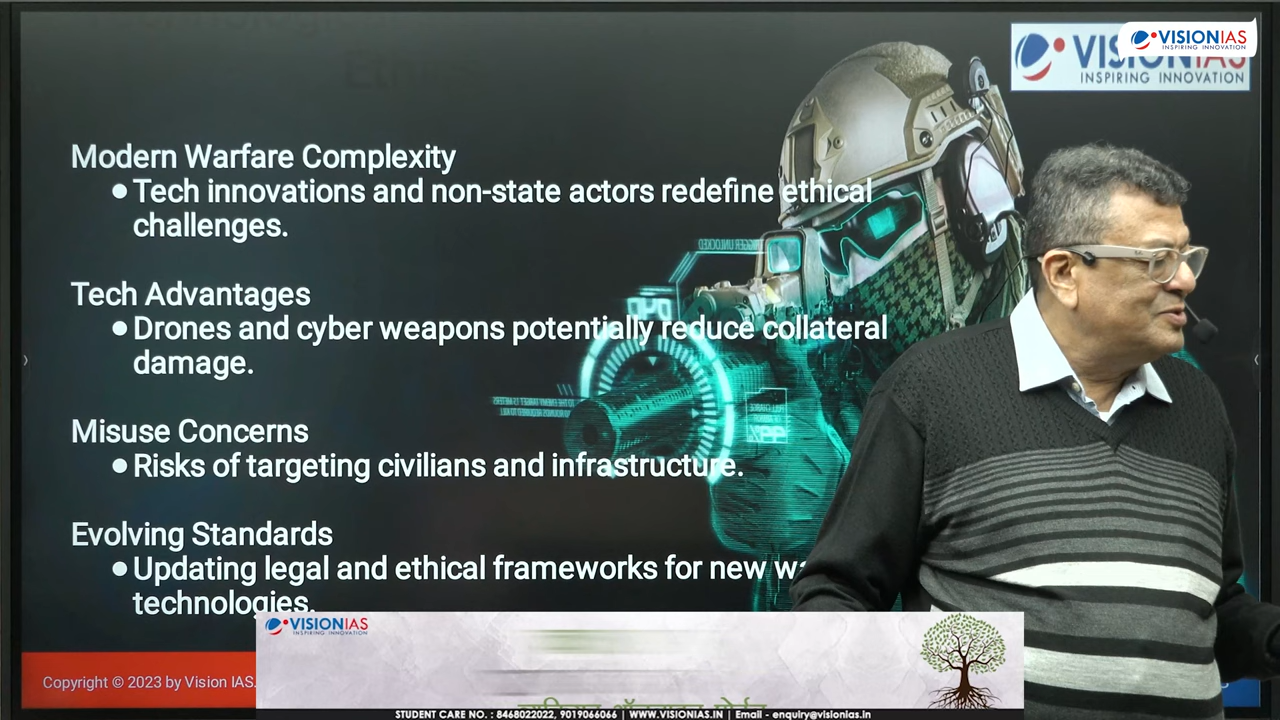 VISIONIAS
INSPIRING INNOVATION
INSPIRING INNOVATION
Modern Warfare Complexity
● Tech innovations and non-state actors redefine ethical
challenges.
Tech Advantages
● Drones and cyber weapons potentially reduce collateral
damage.
Misuse Concerns
● Risks of targeting civilians and infrastructure.
Evolving Standards
● Updating legal and ethical frameworks for new
technologies.
VISIONIAS
INSPIRING INNOVATION
Copyright © 2023 by Vision IAS.
STUDENT CARE NO. : 8468022022, 9019066066 | WWW.VISIONIAS.IN | Email - enquiry@visionias.in